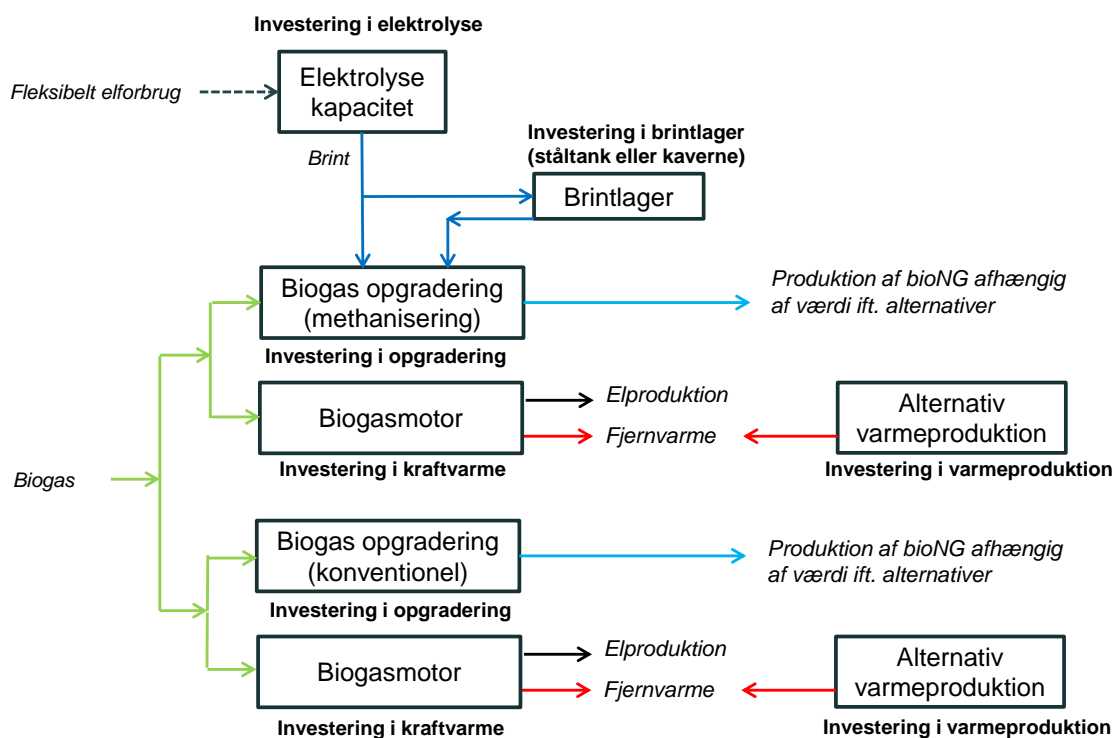 Investering i elektrolyse
Fleksibelt elforbrug
Elektrolyse
kapacitet
Investering i brintlager
(ståltank eller kaverne)
Brint
Brintlager
Biogas opgradering
(methanisering)
Produktion af bioNG afhængig
af værdi ift. alternativer
Investering i opgradering
Biogasmotor
Elproduktion
Fjernvarme
Alternativ
varmeproduktion
Investering i kraftvarme
Investering i varmeproduktion
Biogas
Biogas opgradering
(konventionel)
Produktion af bioNG afhængig
af værdi ift. alternativer
Investering i opgradering
Biogasmotor
Elproduktion
Fjernvarme
Alternativ
varmeproduktion
Investering i kraftvarme
Investering i varmeproduktion